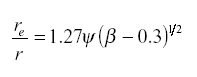 r_e/r = 1.27ψ(β − 0.3)^1/2